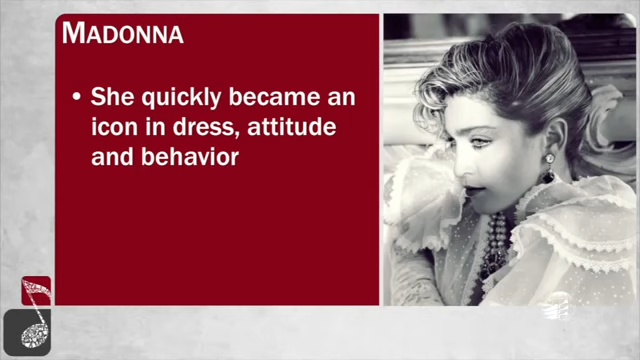 MADONNA
• She quickly became an
icon in dress, attitude
and behavior